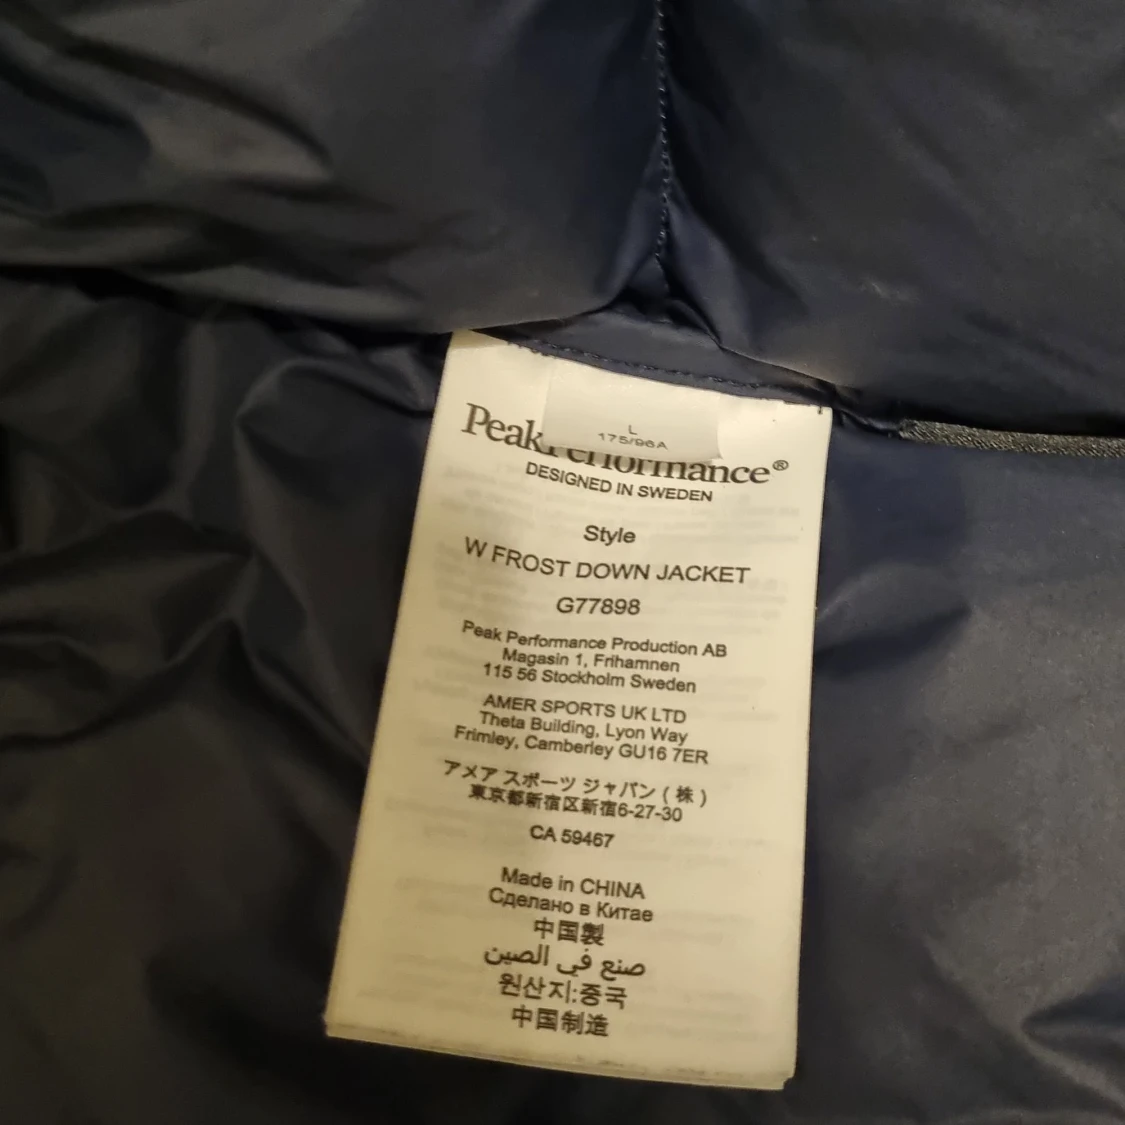 L
175/96A
Peak Performance®
DESIGNED IN SWEDEN
Style
W FROST DOWN JACKET
G77898
Peak Performance Production AB
Magasin 1, Frihamnen
115 56 Stockholm Sweden
AMER SPORTS UK LTD
Theta Building, Lyon Way
Frimley, Camberley GU16 7ER
アメア スポーツ ジャパン ( 株 )
東京都新宿区新宿6-27-30
CA 59467
Made in CHINA
Сделано в Китае
中国製
صنع في الصين
원산지:중국
中国制造